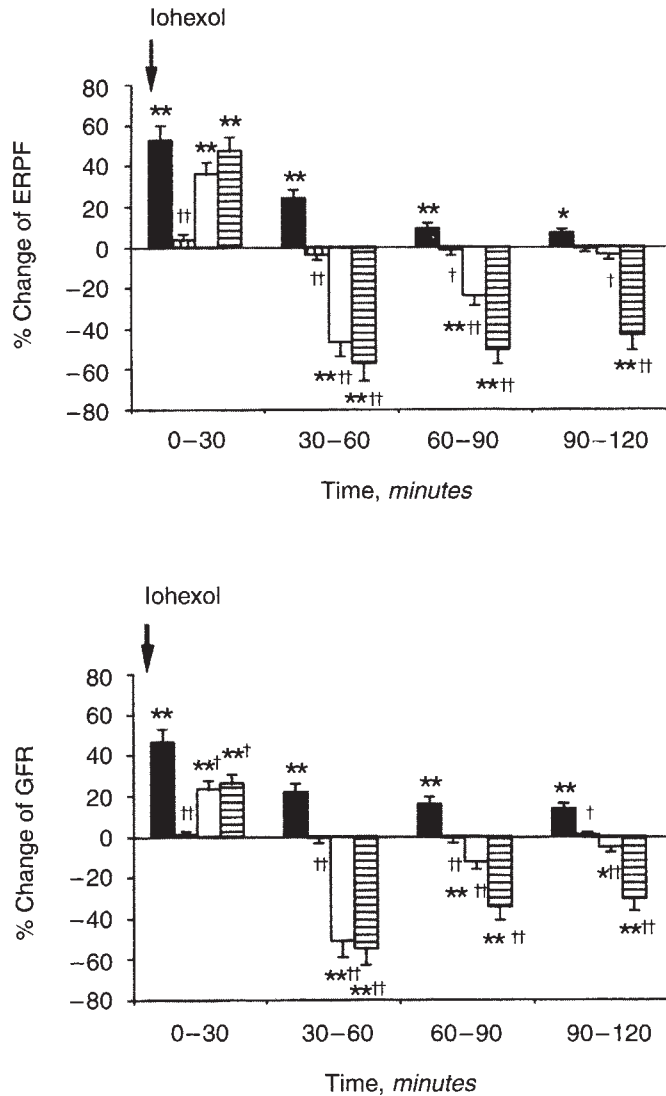 Iohexol
80
60
40
20
0
−20
−40
−60
−80
% Change of ERPF
** †† ** **
** †† **†† **††
** † **†† **††
* † **††
0–30 30–60 60–90 90–120
Time, minutes
Iohexol
80
60
40
20
0
−20
−40
−60
−80
% Change of GFR
** †† **† **†
** †† **†† **††
** †† ** †† ** ††
** † *†† **††
0–30 30–60 60–90 90–120
Time, minutes